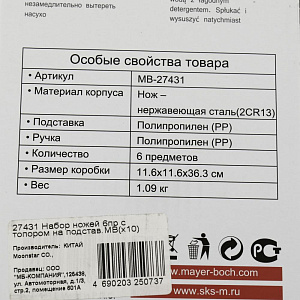 незамедлительно вытереть
насухо
wodą z łagodnym
detergentem. Spłukać i
wysuszyć natychmiast
Особые свойства товара
• Артикул MB-27431
• Материал корпуса Нож –
нержавеющая сталь(2CR13)
• Подставка Полипропилен (PP)
• Ручка Полипропилен (PP)
• Количество 6 предметов
• Размер коробки 11.6x11.6x36.3 см
• Вес 1.09 кг
27431 Набор ножей 6пр с
топором на подстав.MB(x10)
Производитель: КИТАЙ
Moonstar CO.,
Продавец: ООО
"МБ-КОМПАНИЯ",125438,
ул. Автомоторная, д.1/3,
стр.2, помещение 601А
4 690203 250737
www.mayer-boch.com
www.sks-m.ru